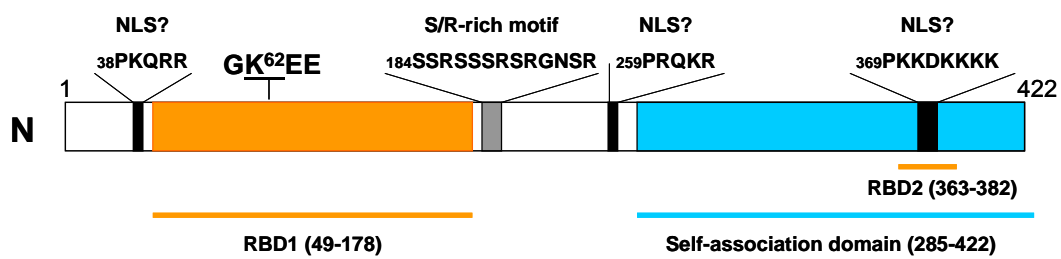 NLS? S/R-rich motif NLS? NLS?
38PKQRR GK62EE 184SSRSSSRSRGNSR 259PRQKR 369PKKDKKKK
1 422
N
RBD2 (363-382)
RBD1 (49-178) Self-association domain (285-422)